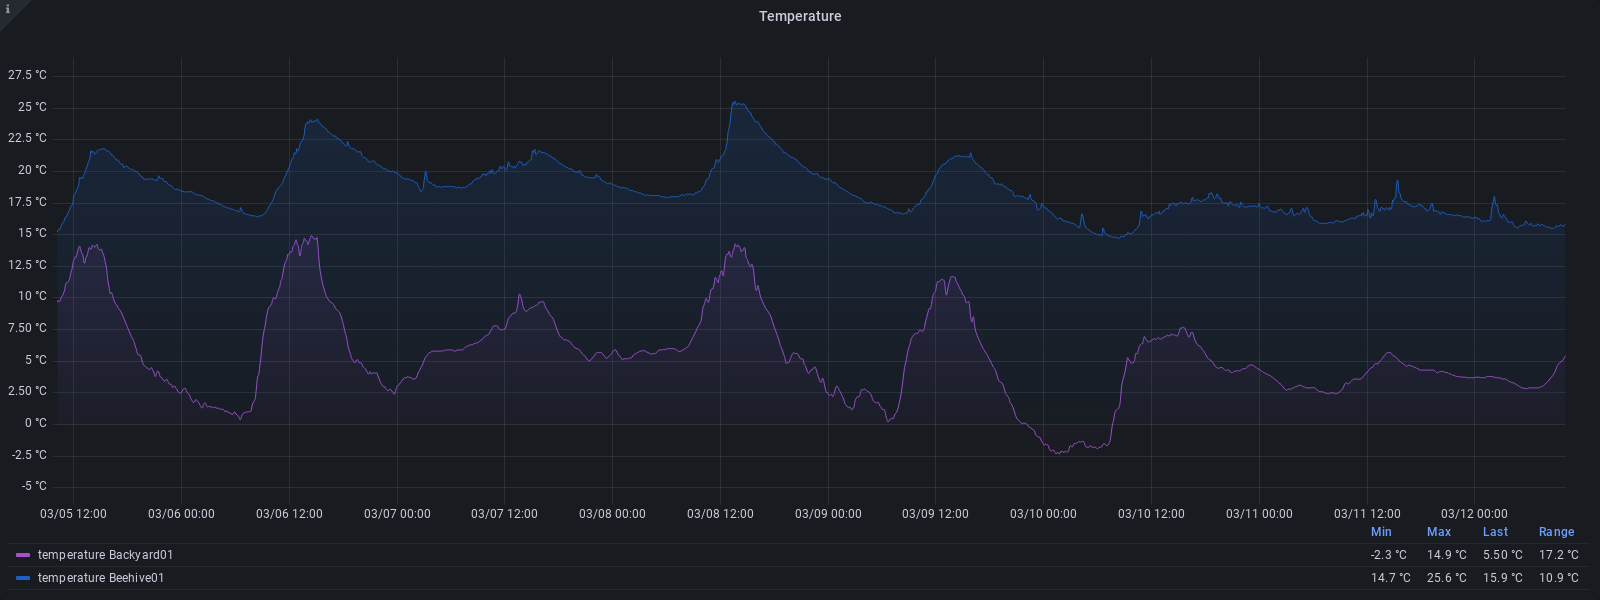 i
Temperature
27.5 °C
25 °C
22.5 °C
20 °C
17.5 °C
15 °C
12.5 °C
10 °C
7.50 °C
5 °C
2.50 °C
0 °C
-2.5 °C
-5 °C
03/05 12:00 03/06 00:00 03/06 12:00 03/07 00:00 03/07 12:00 03/08 00:00 03/08 12:00 03/09 00:00 03/09 12:00 03/10 00:00 03/10 12:00 03/11 00:00 03/11 12:00 03/12 00:00
Min Max Last Range
temperature Backyard01 -2.3 °C 14.9 °C 5.50 °C 17.2 °C
temperature Beehive01 14.7 °C 25.6 °C 15.9 °C 10.9 °C